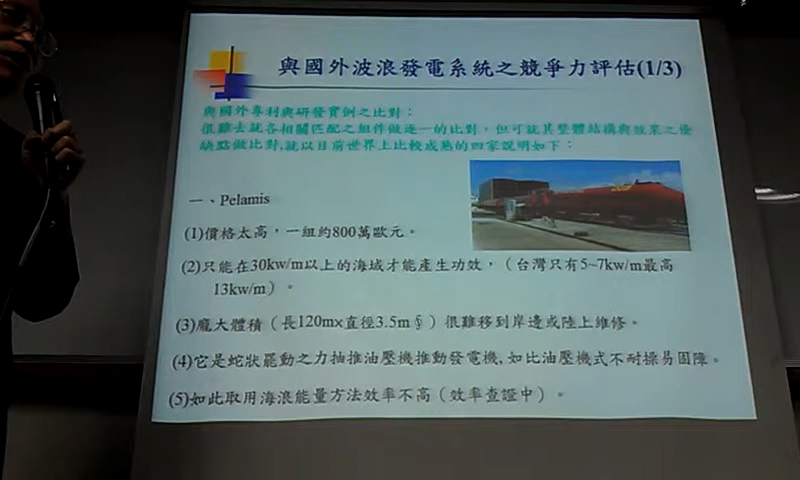 與國外波浪發電系統之競爭力評估(1/3)
與國外專利與研發實例之比對：
很難去就各相關匹配之組件做逐一的比對，但可就其整體結構與效果之優
缺點做比對,就以目前世界上比較成熟的四家說明如下：
一、Pelamis
(1)價格太高，一組約800萬歐元。
(2)只能在30kw/m以上的海域才能產生功效，（台灣只有5~7kw/m最高
13kw/m）。
(3)龐大體積（長120m×直徑3.5m）很難移到岸邊或陸上維修。
(4)它是蛇狀罷動之力抽推油壓機推動發電機,如比油壓機式不耐操易固障。
(5)如此取用海浪能量方法效率不高（效率查證中）。